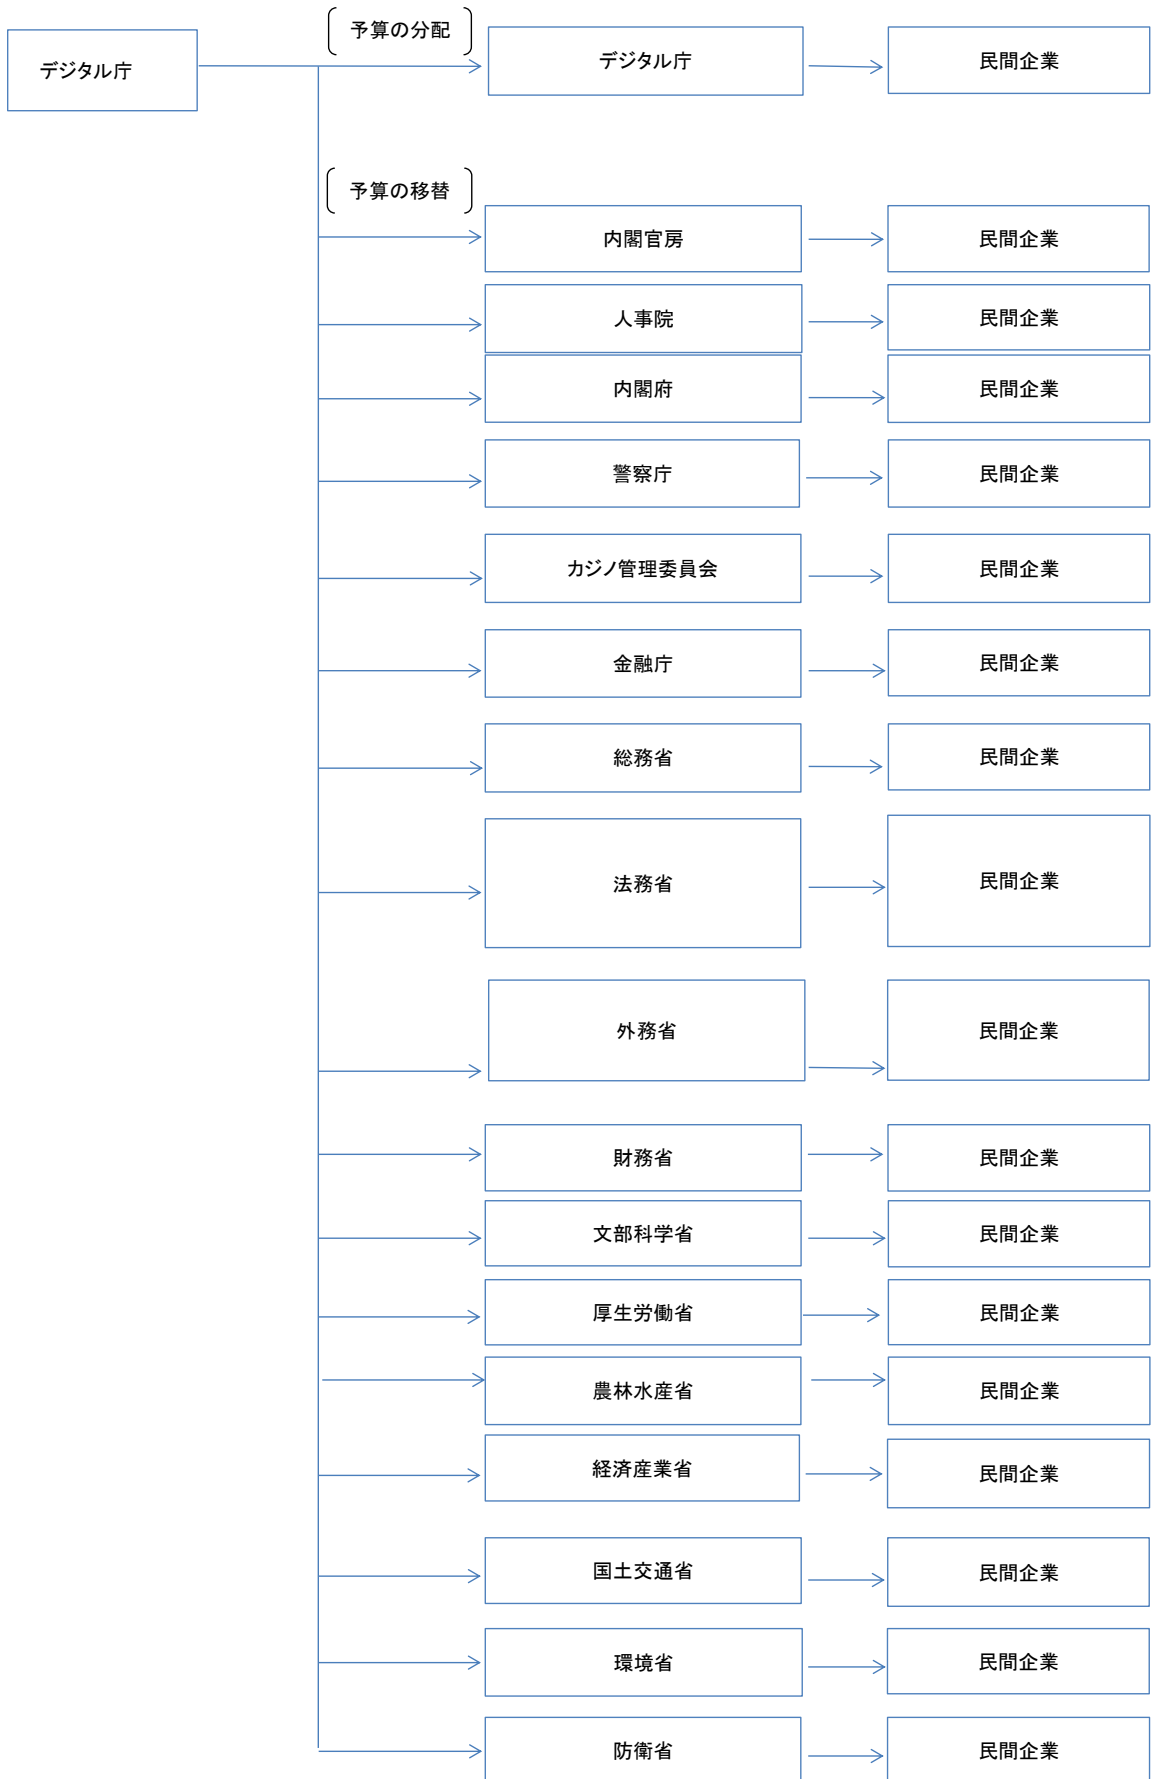 デジタル庁
予算の分配
デジタル庁
民間企業
予算の移替
内閣官房
民間企業
人事院
民間企業
内閣府
民間企業
警察庁
民間企業
カジノ管理委員会
民間企業
金融庁
民間企業
総務省
民間企業
法務省
民間企業
外務省
民間企業
財務省
民間企業
文部科学省
民間企業
厚生労働省
民間企業
農林水産省
民間企業
経済産業省
民間企業
国土交通省
民間企業
環境省
民間企業
防衛省
民間企業